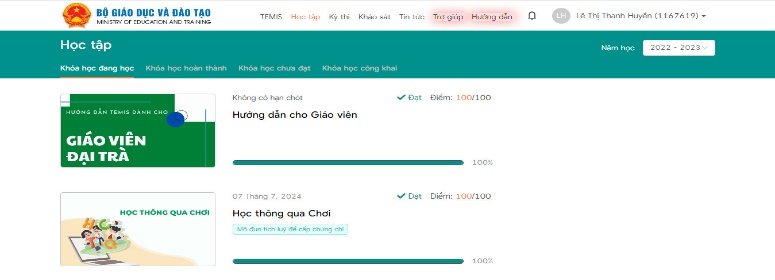 BỘ GIÁO DỤC VÀ ĐÀO TẠO
MINISTRY OF EDUCATION AND TRAINING
TEMIS Học tập Kỳ thi Khảo sát Tin tức Trợ giúp Hướng dẫn
LH Lê Thị Thanh Huyền (1167619)
Học tập
Năm học 2022 - 2023
Khóa học đang học Khóa học hoàn thành Khóa học chưa đạt Khóa học công khai
HƯỚNG DẪN TEMIS DÀNH CHO
GIÁO VIÊN
ĐẠI TRÀ
Không có hạn chót Đạt Điểm: 100/100
Hướng dẫn cho Giáo viên
100%
HỌC THÔNG QUA CHƠI
07 Tháng 7, 2024 Đạt Điểm: 100/100
Học thông qua Chơi
Mô đun tích luỹ để cấp chứng chỉ
100%